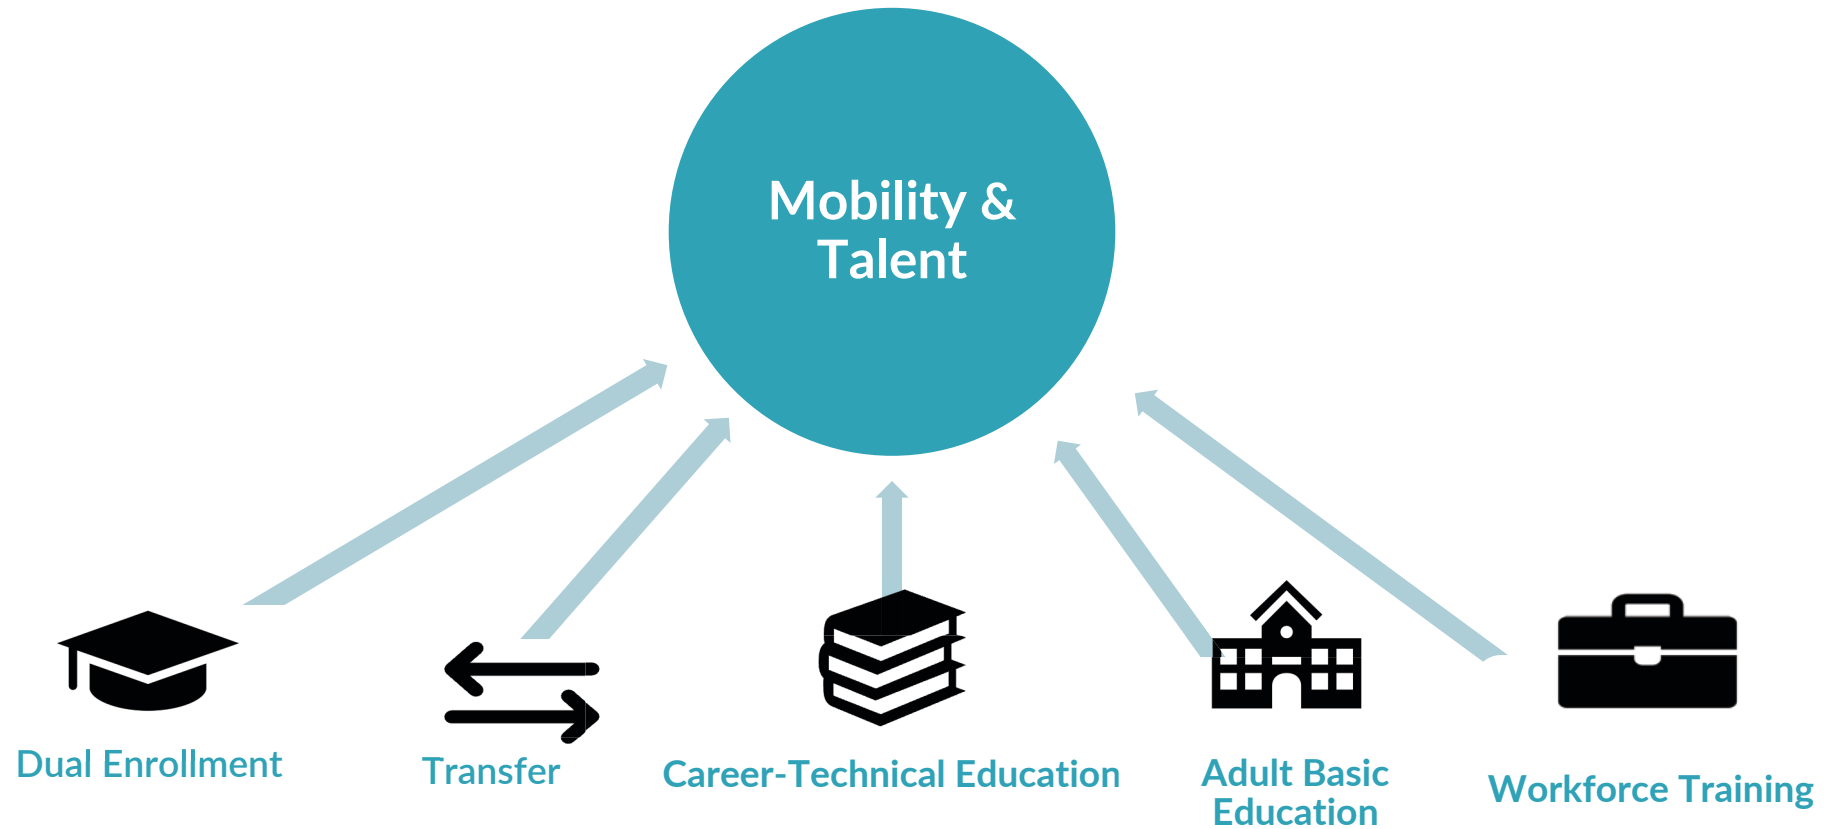 Mobility &
Talent
Dual Enrollment
Transfer
Career-Technical Education
Adult Basic
Education
Workforce Training